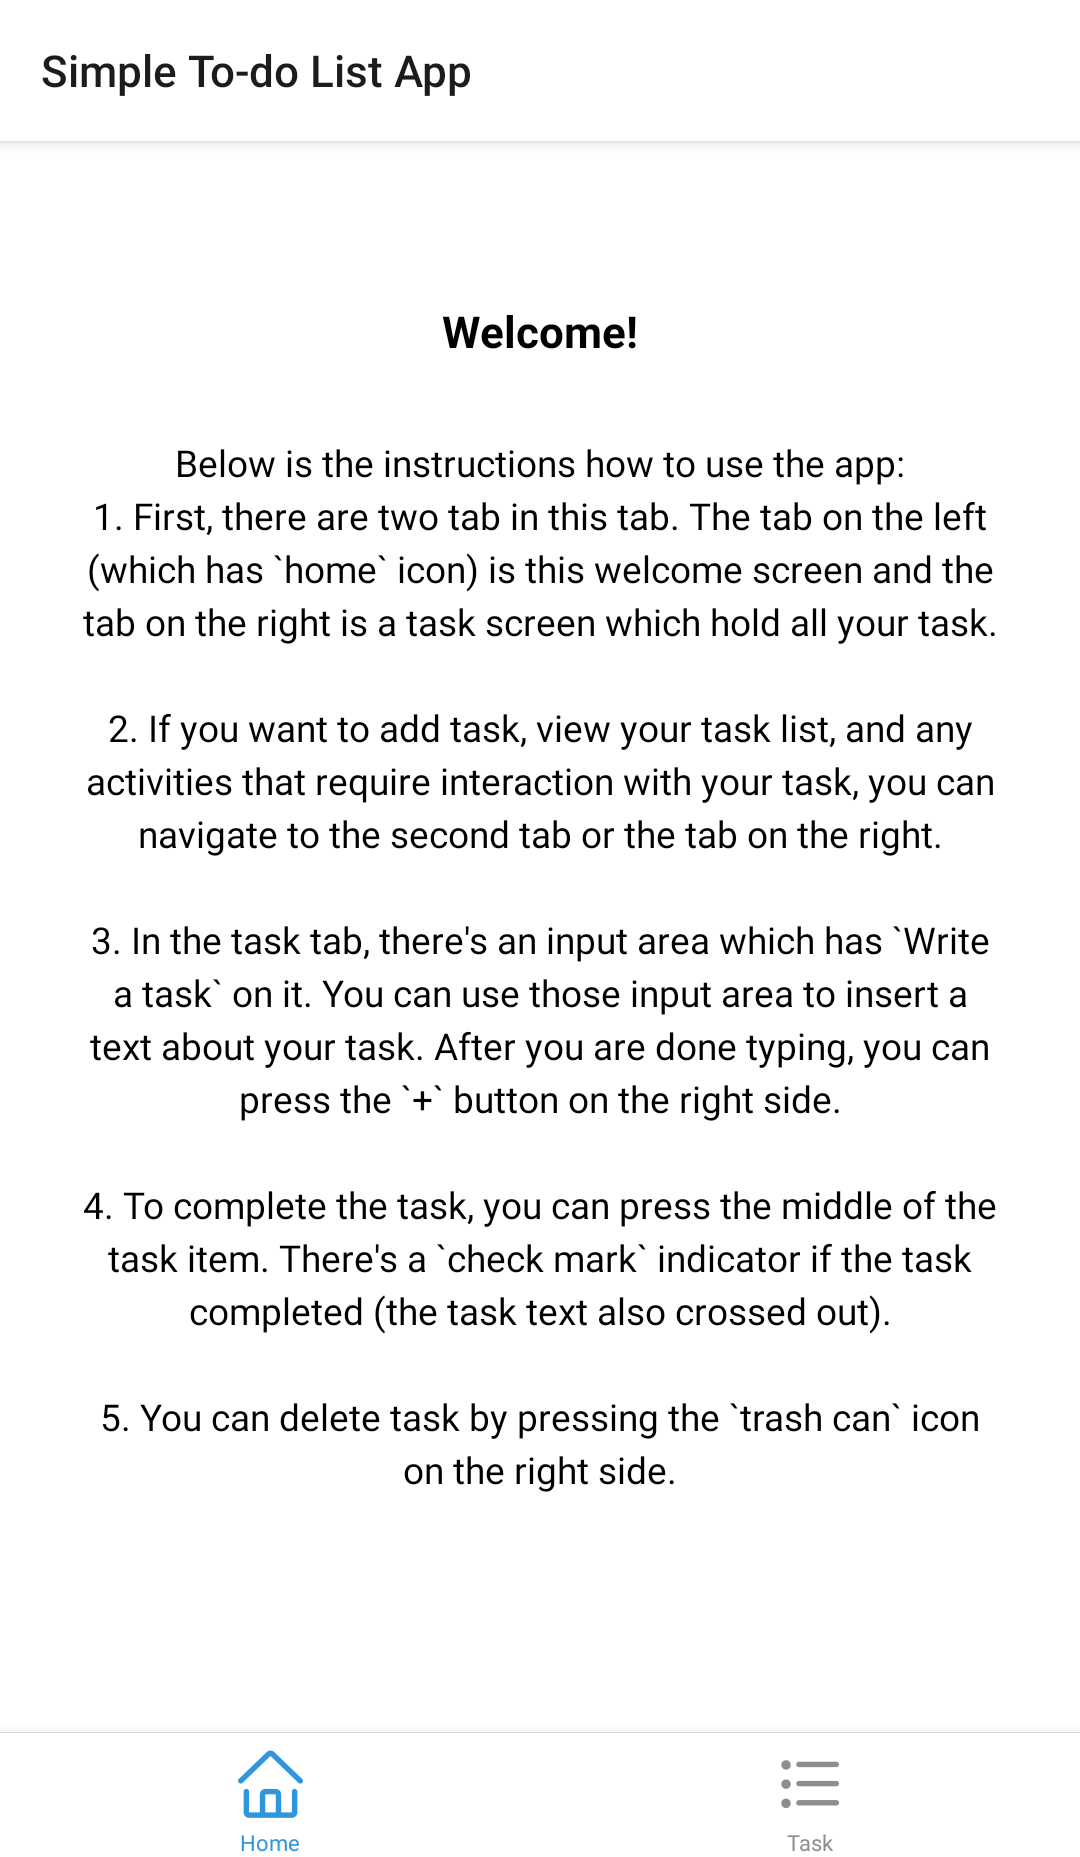 Simple To-do List App
Welcome!
Below is the instructions how to use the app:
1. First, there are two tab in this tab. The tab on the left
(which has `home` icon) is this welcome screen and the
tab on the right is a task screen which hold all your task.
2. If you want to add task, view your task list, and any
activities that require interaction with your task, you can
navigate to the second tab or the tab on the right.
3. In the task tab, there's an input area which has `Write
a task` on it. You can use those input area to insert a
text about your task. After you are done typing, you can
press the `+` button on the right side.
4. To complete the task, you can press the middle of the
task item. There's a `check mark` indicator if the task
completed (the task text also crossed out).
5. You can delete task by pressing the `trash can` icon
on the right side.
Home
Task